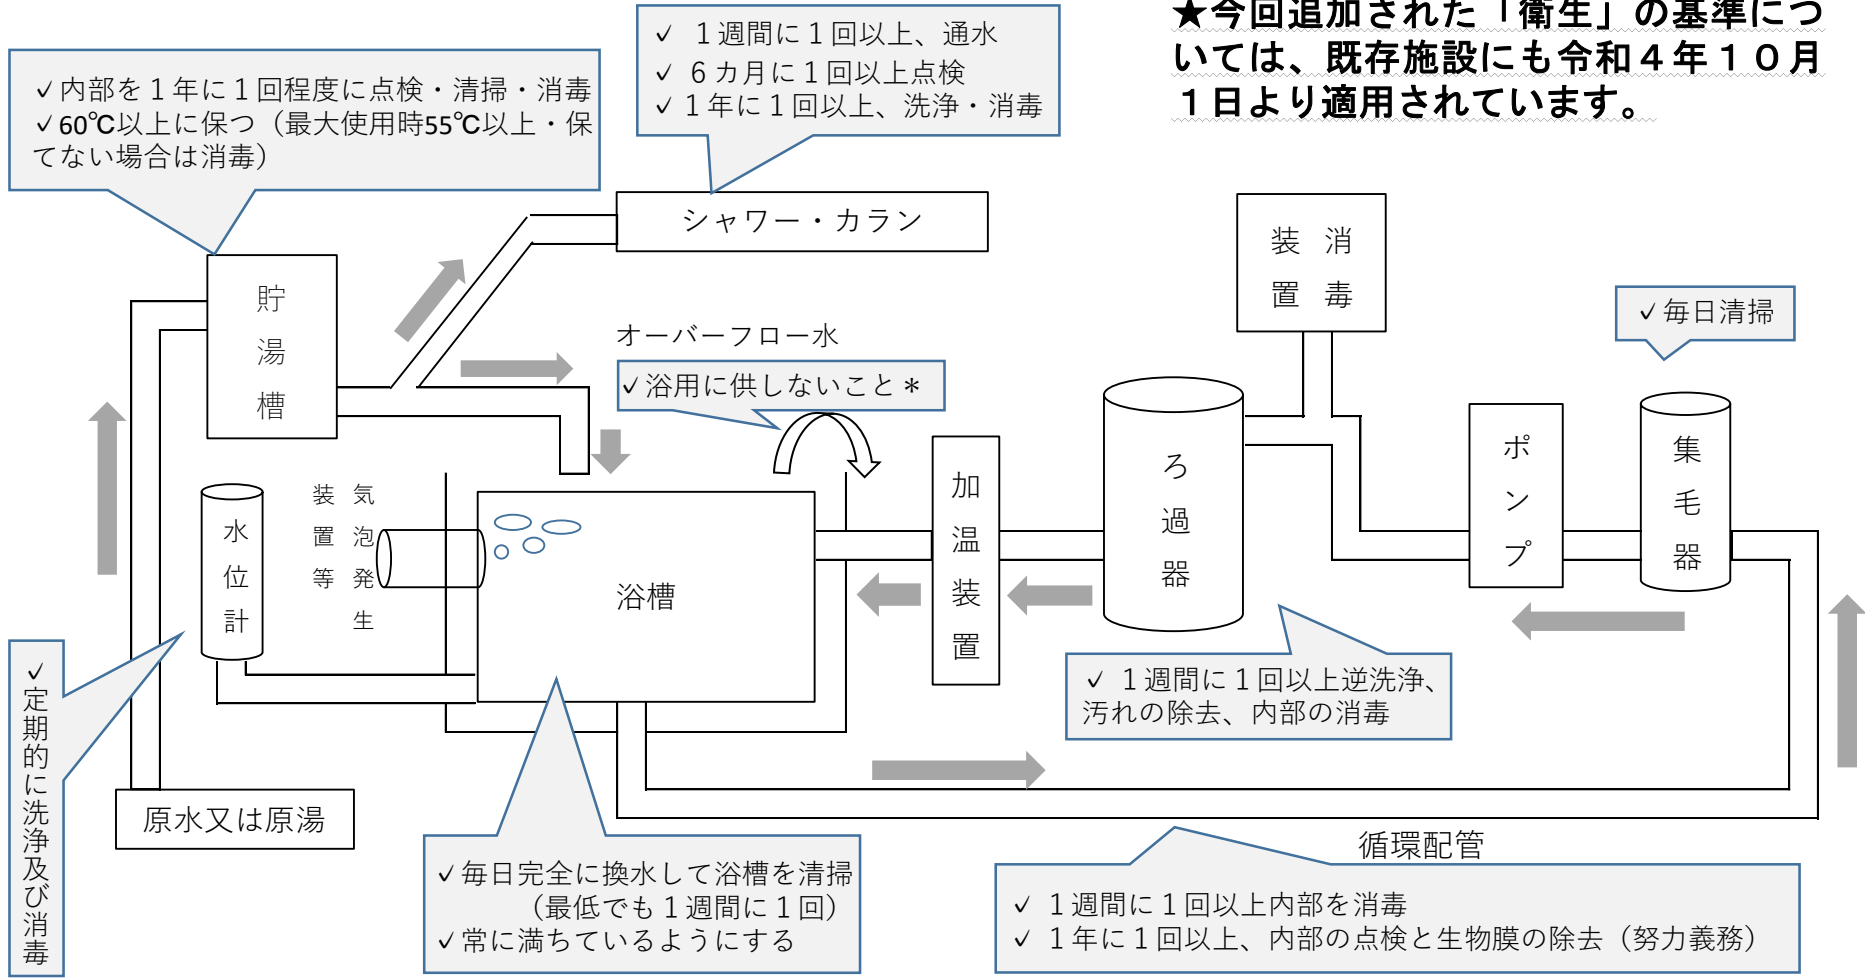 ★今回追加された「衛生」の基準につ
いては、既存施設にも令和４年１０月
１日より適用されています。
✓ １週間に１回以上、通水
✓ ６カ月に１回以上点検
✓ １年に１回以上、洗浄・消毒
✓内部を１年に１回程度に点検・清掃・消毒
✓60℃以上に保つ（最大使用時55℃以上・保
てない場合は消毒）
シャワー・カラン
消毒
装置
貯湯槽
✓毎日清掃
オーバーフロー水
✓浴用に供しないこと＊
集毛器
ポンプ
ろ過器
加温装置
気泡発生
装置等
水位計
浴槽
✓ １週間に１回以上逆洗浄、
汚れの除去、内部の消毒
✓定期的に洗浄及び消毒
原水又は原湯
循環配管
✓毎日完全に換水して浴槽を清掃
（最低でも１週間に１回）
✓常に満ちているようにする
✓ １週間に１回以上内部を消毒
✓ １年に１回以上、内部の点検と生物膜の除去（努力義務）